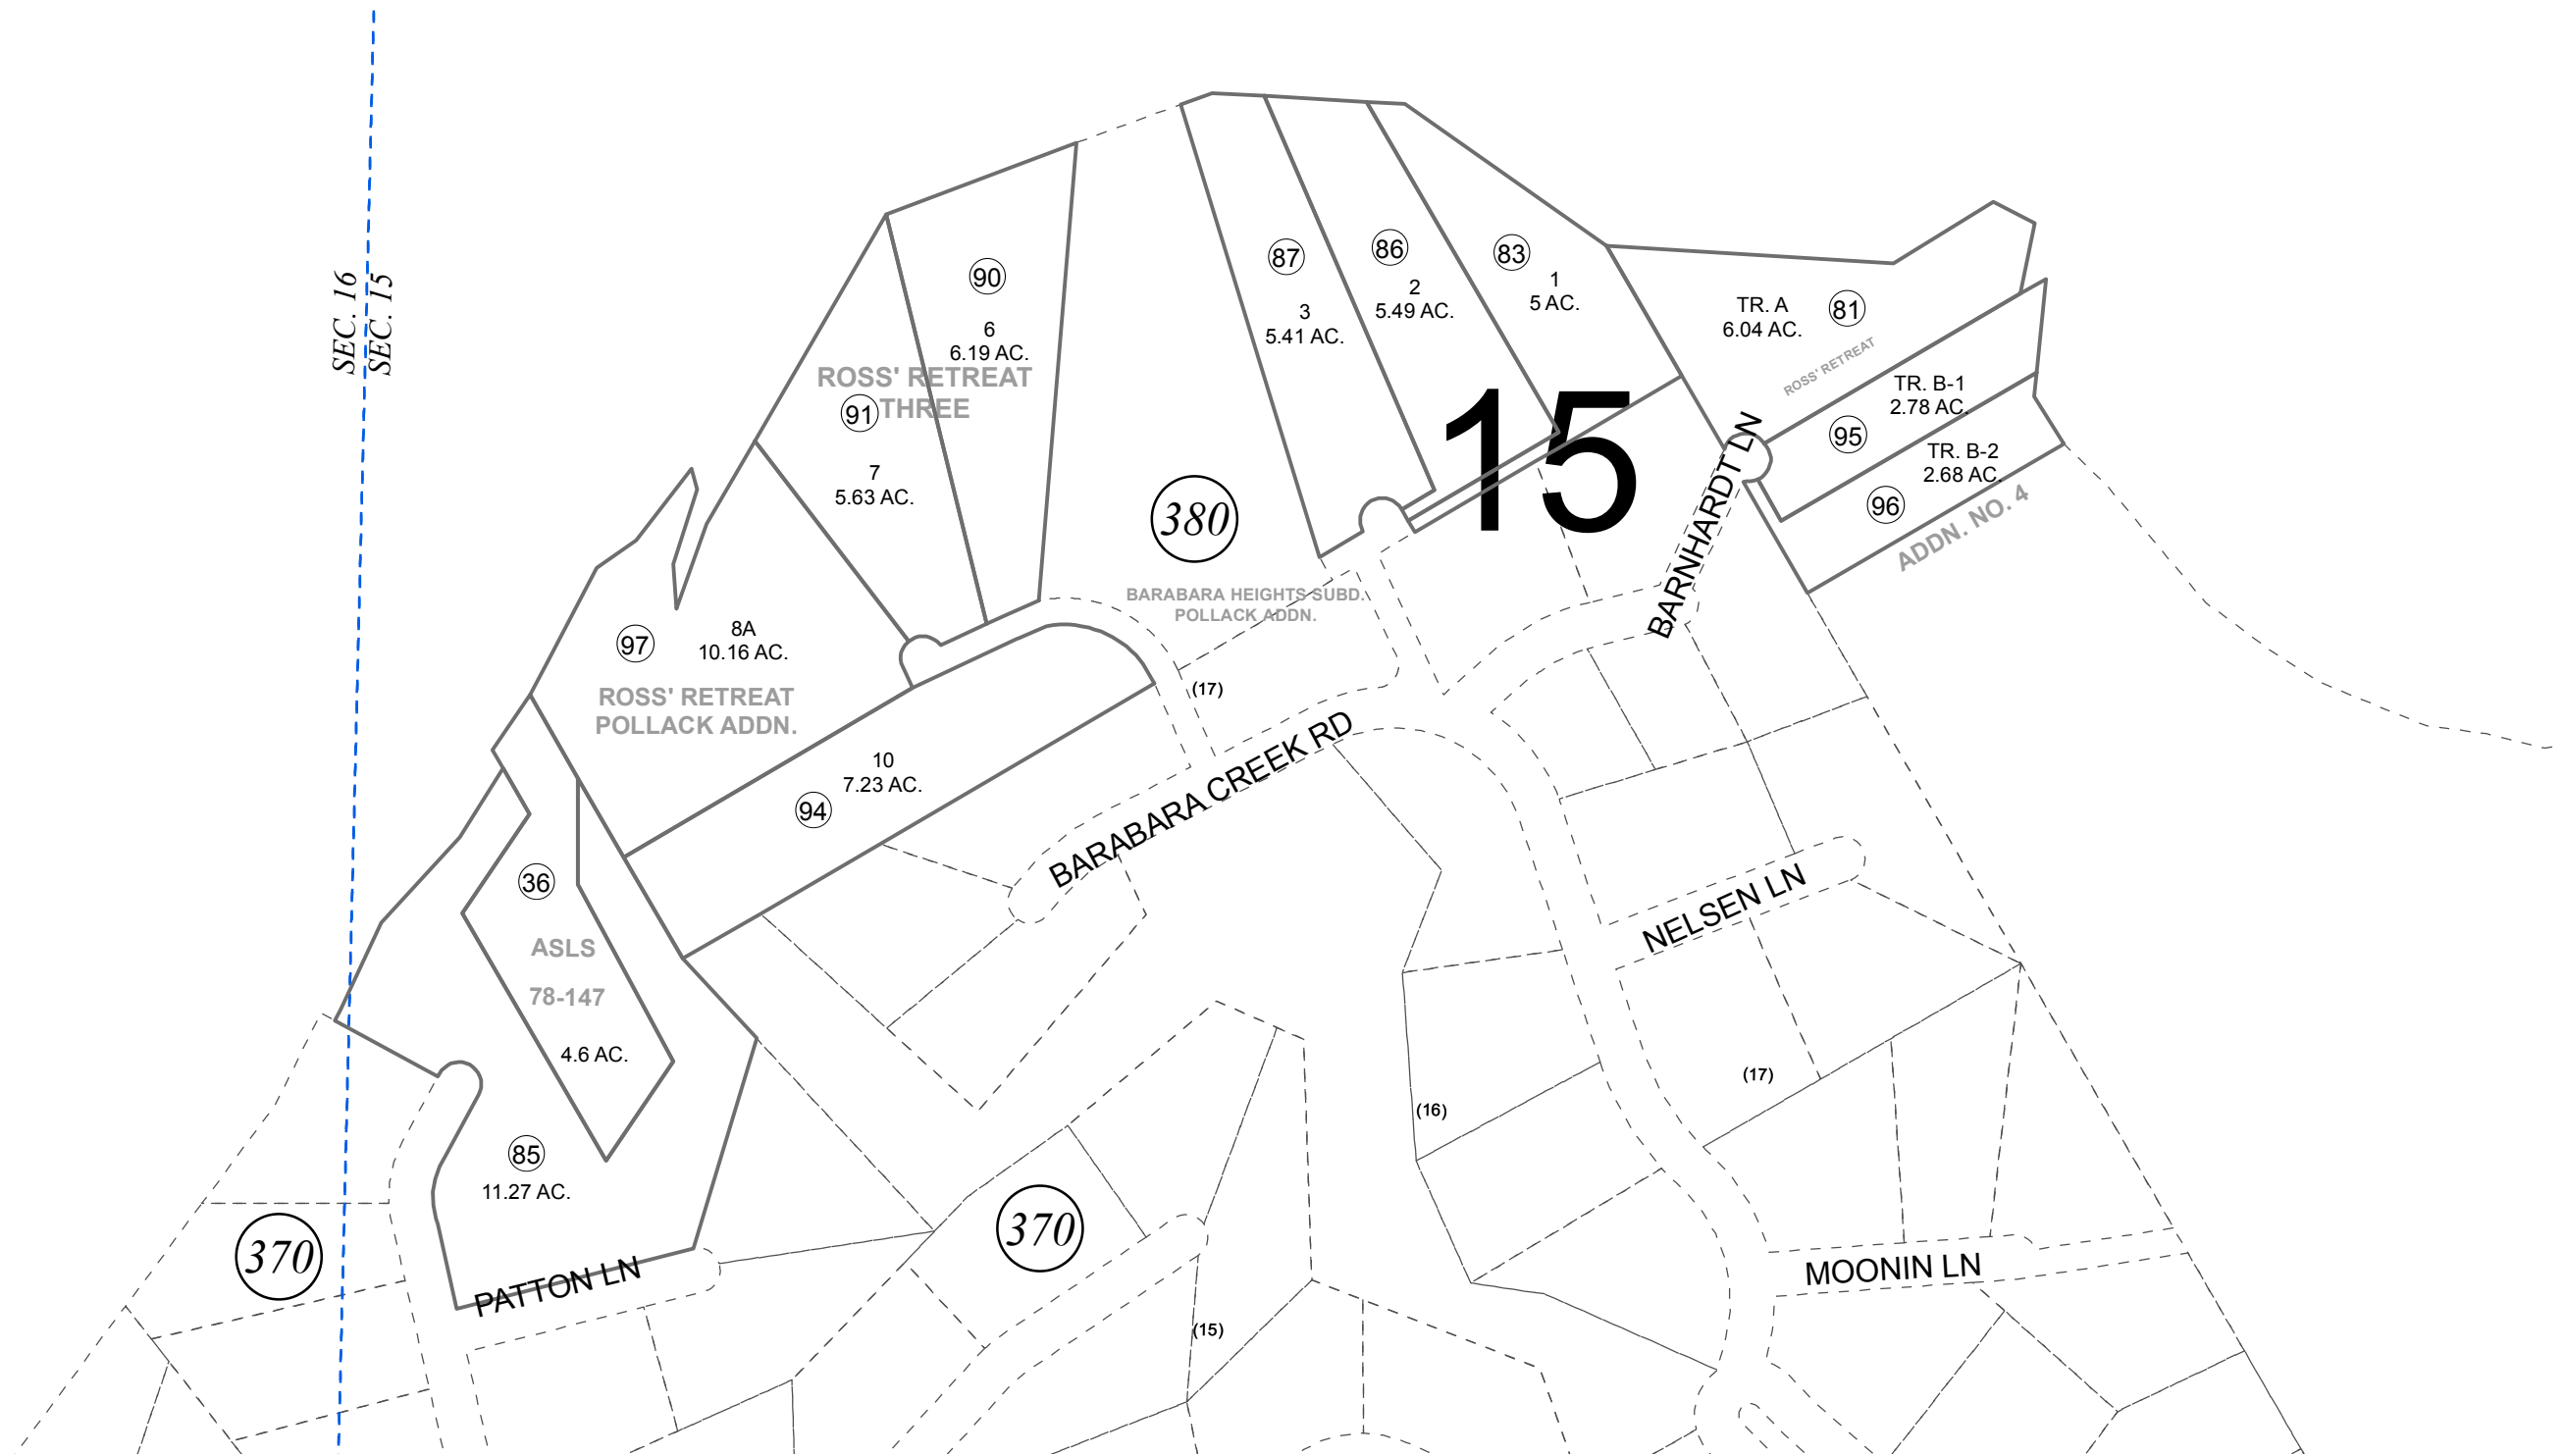 SEC. 16
SEC. 15
90
6
6.19 AC.
ROSS' RETREAT
THREE
91
7
5.63 AC.
87
3
5.41 AC.
86
2
5.49 AC.
83
1
5 AC.
TR. A
6.04 AC.
81
ROSS' RETREAT
TR. B-1
2.78 AC.
95
TR. B-2
2.68 AC.
96
ADDN. NO. 4
15
BARNHARDT LN
380
BARABARA HEIGHTS SUBD.
POLLACK ADDN.
97
8A
10.16 AC.
ROSS' RETREAT
POLLACK ADDN.
(17)
10
7.23 AC.
94
BARABARA CREEK RD
36
ASLS
78-147
4.6 AC.
NELSEN LN
(17)
(16)
85
11.27 AC.
370
370
PATTON LN
MOONIN LN
(15)